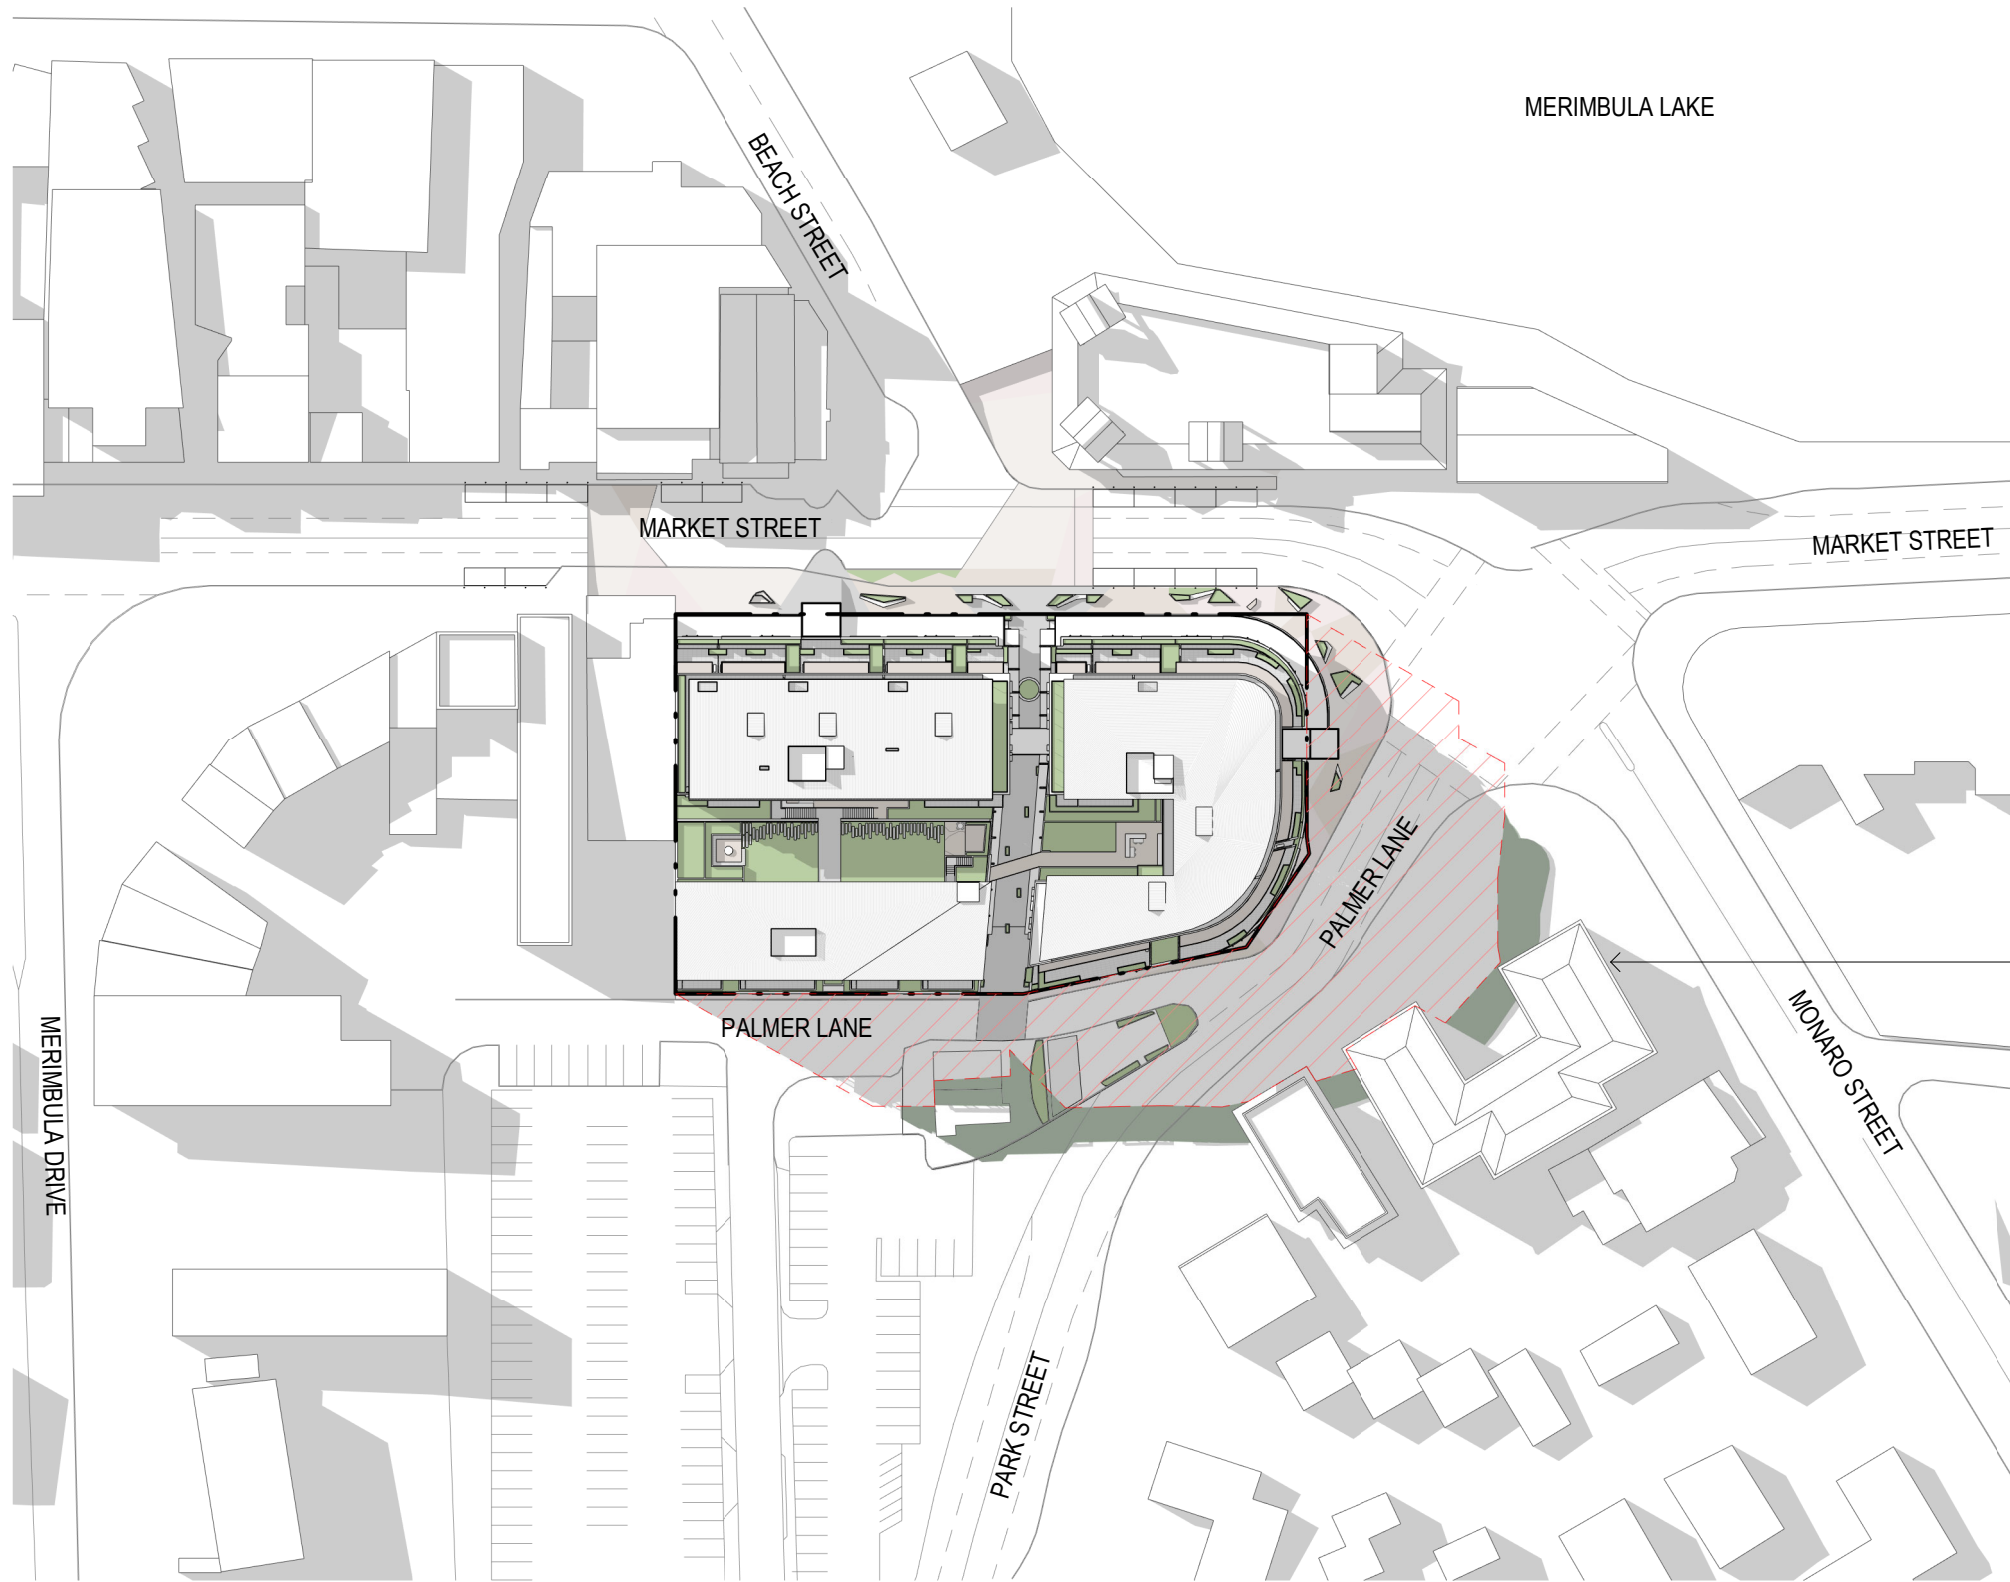 MERIMBULA LAKE
BEACH STREET
MARKET STREET
MARKET STREET
PALMER LANE
PALMER LANE
MERIMBULA DRIVE
MONARO STREET
PARK STREET